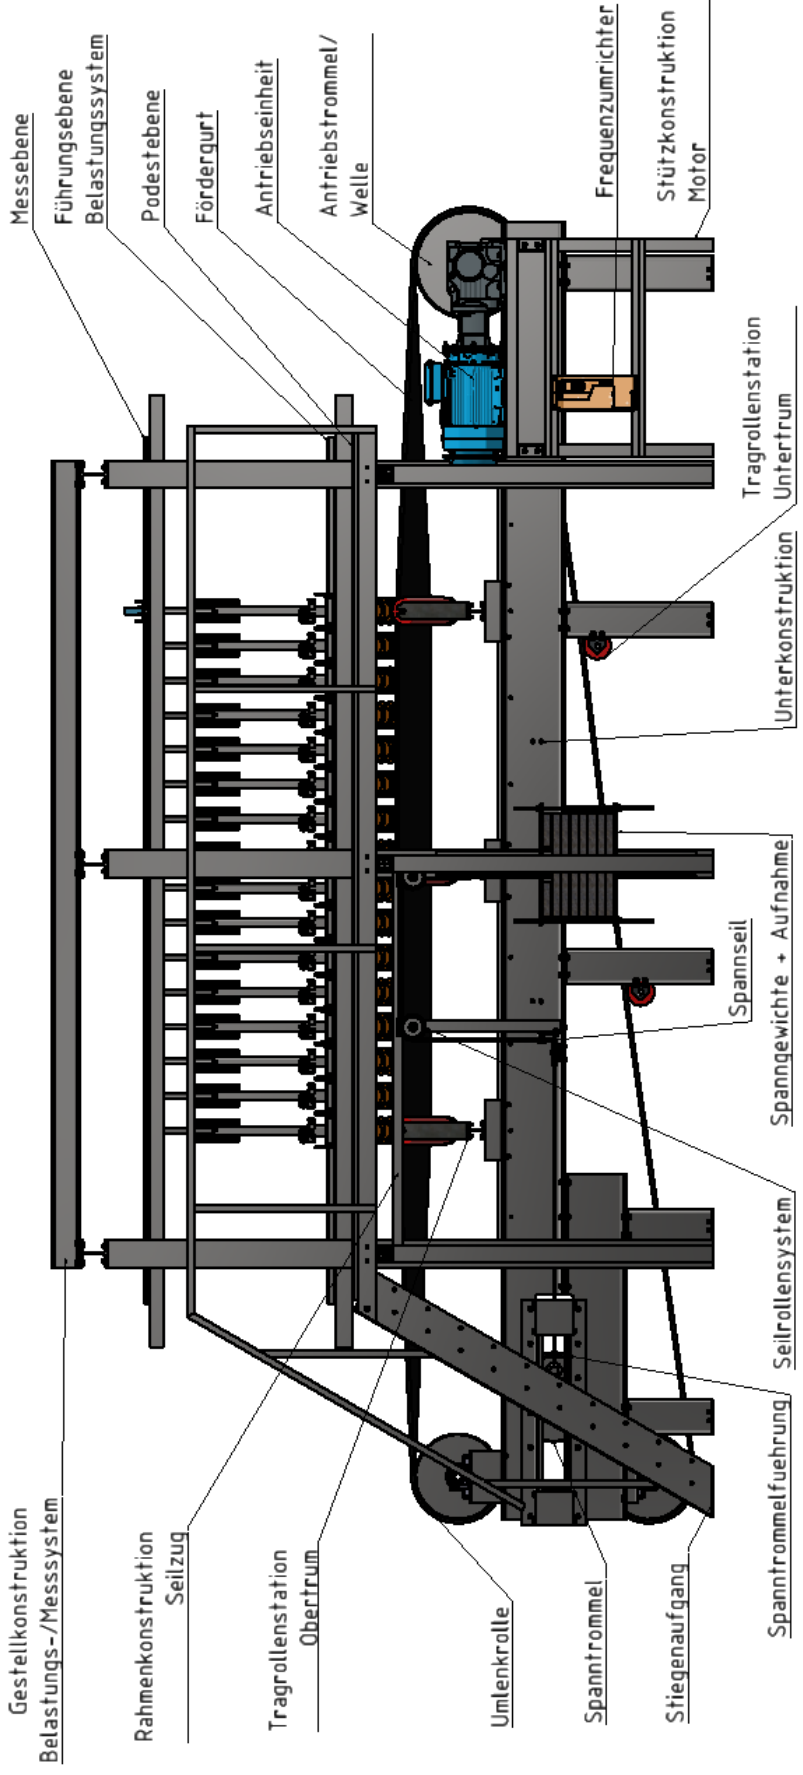 Messebene
Führungsebene
Belastungssystem
Podestebene
Fördergurt
Antriebseinheit
Antriebstrommel/
Welle
Frequenzumrichter
Stützkonstruktion
Motor
Tragrollenstation
Untertrum
Unterkonstruktion
Spanngewichte + Aufnahme
Spannseil
Seilrollensystem
Spanntrommelfuehrung
Gestellkonstruktion
Belastungs-/Messsystem
Rahmenkonstruktion
Seilzug
Tragrollenstation
Obertrum
Umlenkrolle
Spanntrommel
Stiegenaufgang